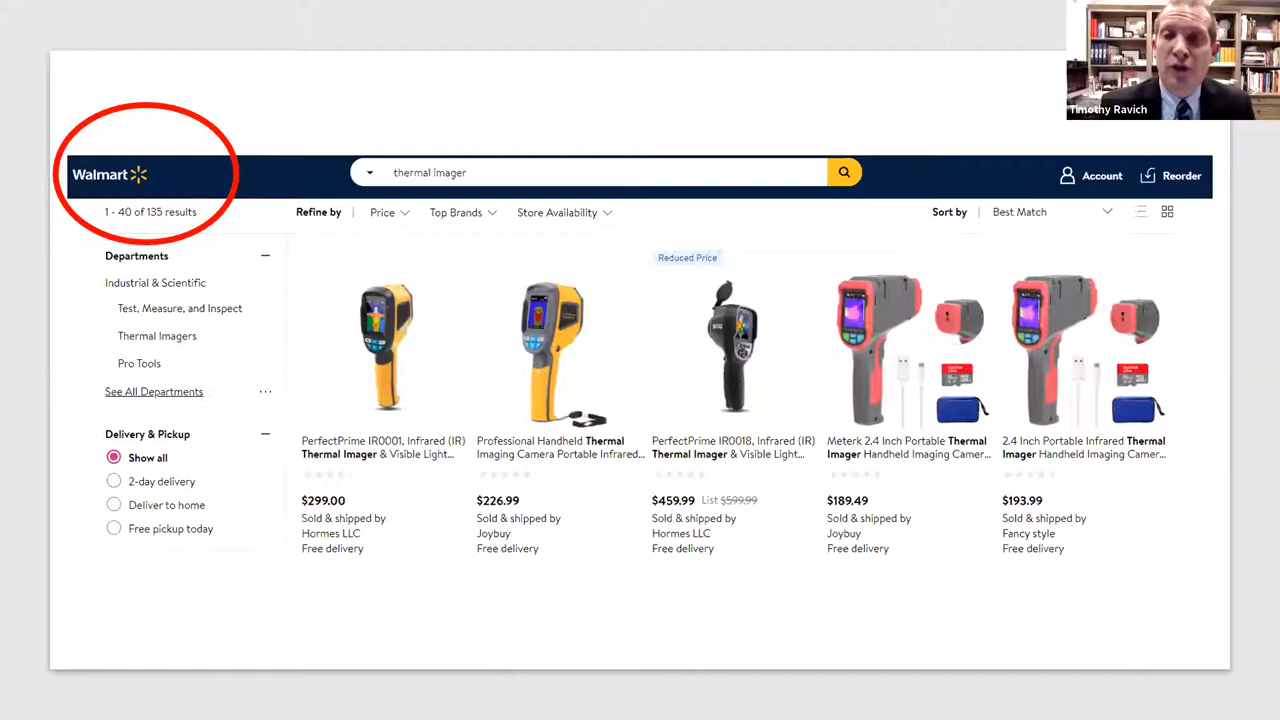 Timothy Ravich
Walmart
thermal imager
Account
Reorder
1 - 40 of 135 results
Refine by
Price
Top Brands
Store Availability
Sort by
Best Match
Departments
Industrial & Scientific
Test, Measure, and Inspect
Thermal Imagers
Pro Tools
See All Departments
Delivery & Pickup
Show all
2-day delivery
Deliver to home
Free pickup today
PerfectPrime IR0001, Infrared (IR)
Thermal Imager & Visible Light...
$299.00
Sold & shipped by
Hormes LLC
Free delivery
Professional Handheld Thermal
Imaging Camera Portable Infrared...
$226.99
Sold & shipped by
Joybuy
Free delivery
Reduced Price
PerfectPrime IR0018, Infrared (IR)
Thermal Imager & Visible Light...
$459.99 List $599.99
Sold & shipped by
Hormes LLC
Free delivery
Meterk 2.4 Inch Portable Thermal
Imager Handheld Imaging Camer...
$189.49
Sold & shipped by
Joybuy
Free delivery
2.4 Inch Portable Infrared Thermal
Imager Handheld Imaging Camer...
$193.99
Sold & shipped by
Fancy style
Free delivery